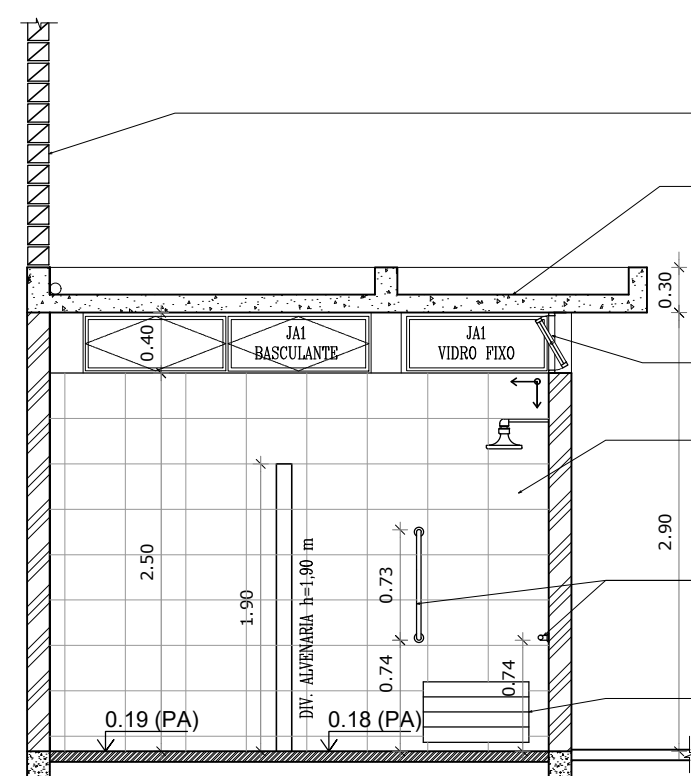 0.30
0.40
JA1
BASCULANTE
JA1
VIDRO FIXO
2.50
1.90
DIV. ALVENARIA h=1,90 m
0.73
2.90
0.74
0.74
0.19 (PA)
0.18 (PA)